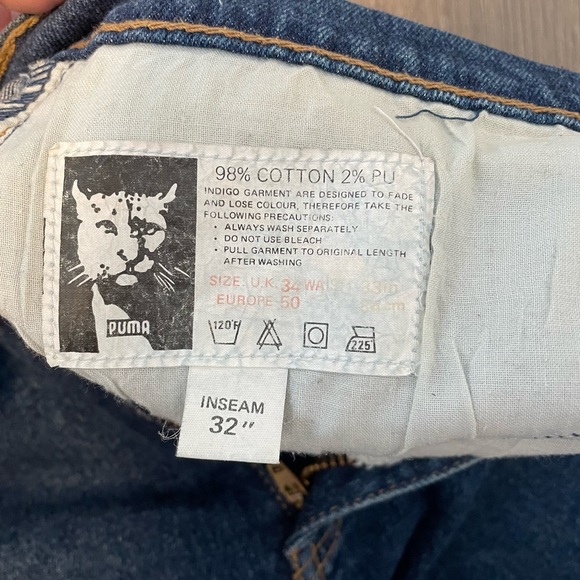 98% COTTON 2% PU
INDIGO GARMENT ARE DESIGNED TO FADE
AND LOSE COLOUR, THEREFORE TAKE THE
FOLLOWING PRECAUTIONS:
• ALWAYS WASH SEPARATELY
• DO NOT USE BLEACH
• PULL GARMENT TO ORIGINAL LENGTH
AFTER WASHING
SIZE: U.K. 34
EUROPE 50
PUMA
120°F
225
INSEAM
32"